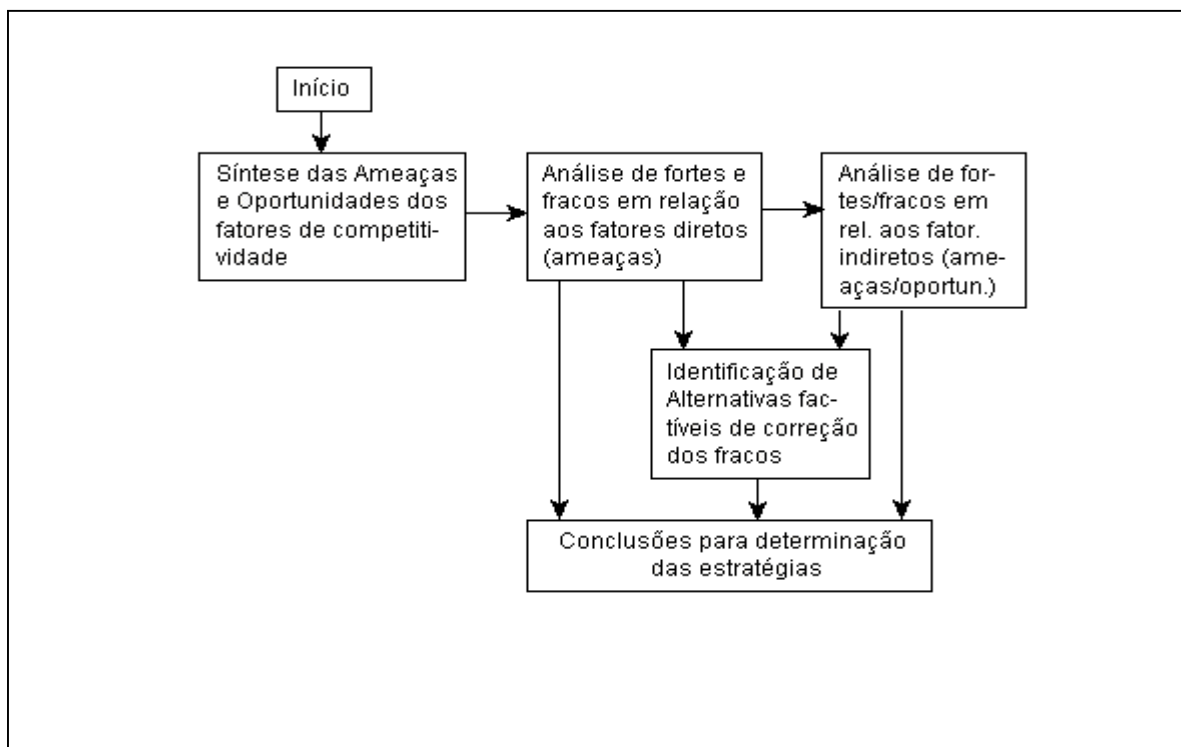 Início
Síntese das Ameaças
e Oportunidades dos
fatores de competiti-
vidade
Análise de fortes e
fracos em relação
aos fatores diretos
(ameaças)
Análise de for-
tes/fracos em
rel. aos fator.
indiretos (ame-
aças/oportun.)
Identificação de
Alternativas fac-
tíveis de correção
dos fracos
Conclusões para determinação
das estratégias